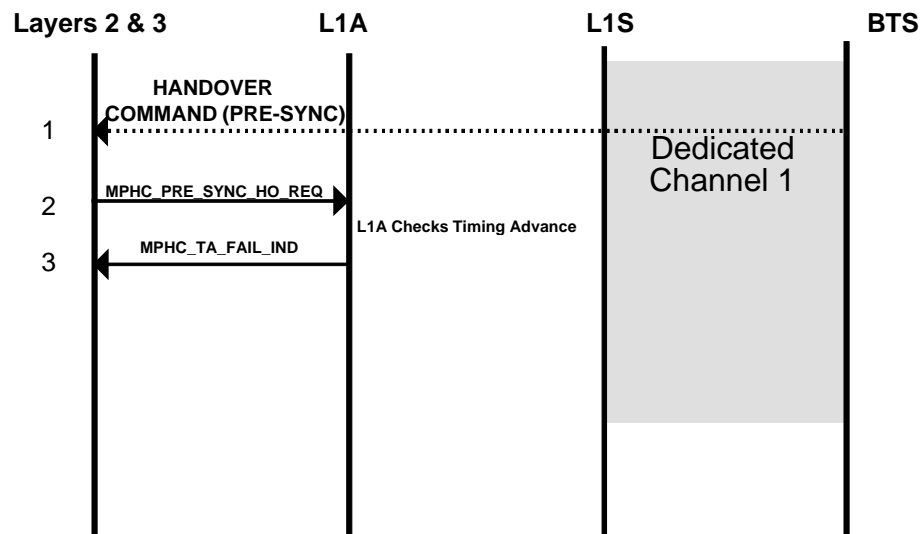 Layers 2 & 3 L1A L1S BTS
HANDOVER
COMMAND (PRE-SYNC)
1
Dedicated
Channel 1
2
MPHC_PRE_SYNC_HO_REQ
L1A Checks Timing Advance
3
MPHC_TA_FAIL_IND